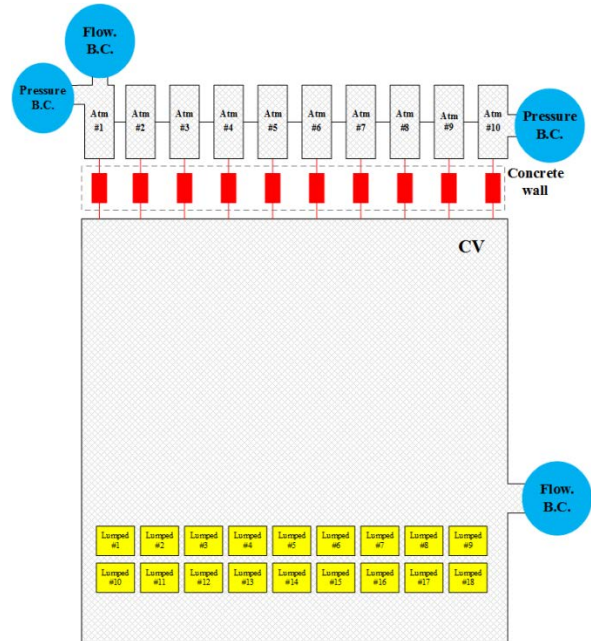 Flow.
B.C.
Pressure
B.C.
Atm
#1
Atm
#2
Atm
#3
Atm
#4
Atm
#5
Atm
#6
Atm
#7
Atm
#8
Atm
#9
Atm
#10
Pressure
B.C.
Concrete
wall
CV
Flow.
B.C.
Lumped
#1
Lumped
#2
Lumped
#3
Lumped
#4
Lumped
#5
Lumped
#6
Lumped
#7
Lumped
#8
Lumped
#9
Lumped
#10
Lumped
#11
Lumped
#12
Lumped
#13
Lumped
#14
Lumped
#15
Lumped
#16
Lumped
#17
Lumped
#18